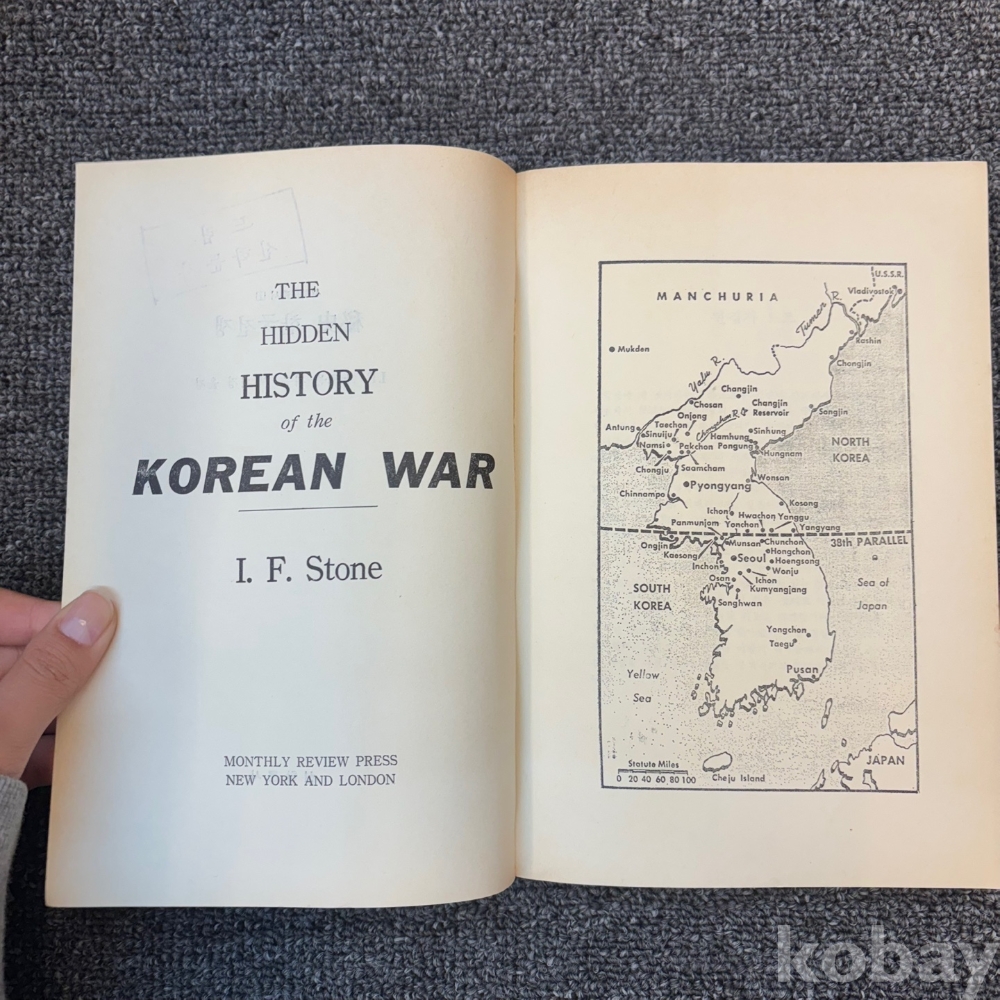 THE
HIDDEN
HISTORY
of the
KOREAN WAR
I. F. Stone
MONTHLY REVIEW PRESS
NEW YORK AND LONDON
U.S.S.R.
MANCHURIA
Vladivostok
Tumen R.
Mukden
Rashin
Chongjin
Yalu R.
Changjin
Chosan
Changjin
Reservoir
Onjong
Songjin
Taechon
Chongchon R.
Antung
Sinuiju
Hamhung
Sinhung
NORTH
KOREA
Namsi
Pakchon
Pongung
Hungnam
Chongju
Saamcham
Wonsan
Pyongyang
Chinnampo
Kosong
Ichon
Hwachon
Yanggu
Panmunjom
Yonchon
Yangyang
38th PARALLEL
Ongjin
Kaesong
Munsan
Chunchon
Hongchon
Seoul
Hoengsong
Inchon
Wonju
Osan
Ichon
Kumyangjang
Songhwan
SOUTH
KOREA
Sea of
Japan
Yongchon
Taegu
Pusan
Yellow
Sea
Statute Miles
0 20 40 60 80 100
Cheju Island
JAPAN
kobay